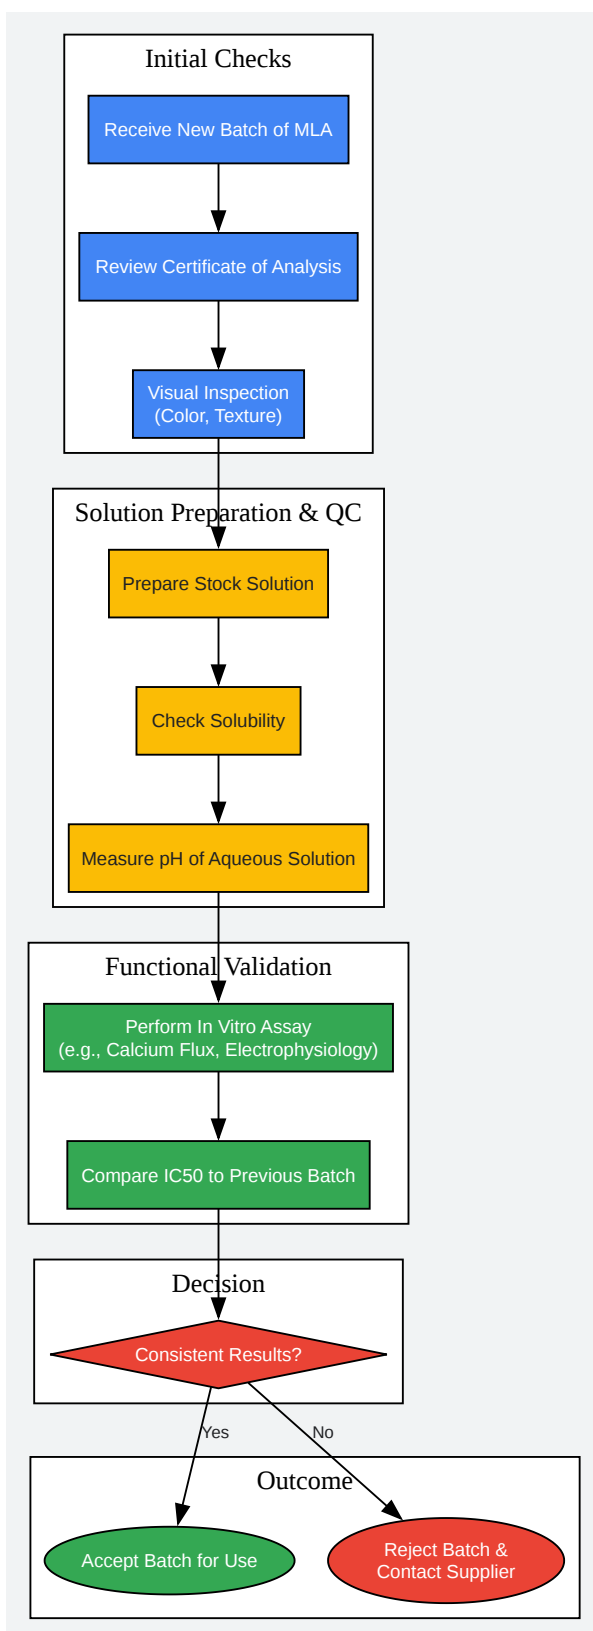 Initial Checks
Receive New Batch of MLA
Review Certificate of Analysis
Visual Inspection
(Color, Texture)
Solution Preparation & QC
Prepare Stock Solution
Check Solubility
Measure pH of Aqueous Solution
Functional Validation
Perform In Vitro Assay
(e.g., Calcium Flux, Electrophysiology)
Compare IC50 to Previous Batch
Decision
Consistent Results?
Yes
No
Outcome
Accept Batch for Use
Reject Batch &
Contact Supplier